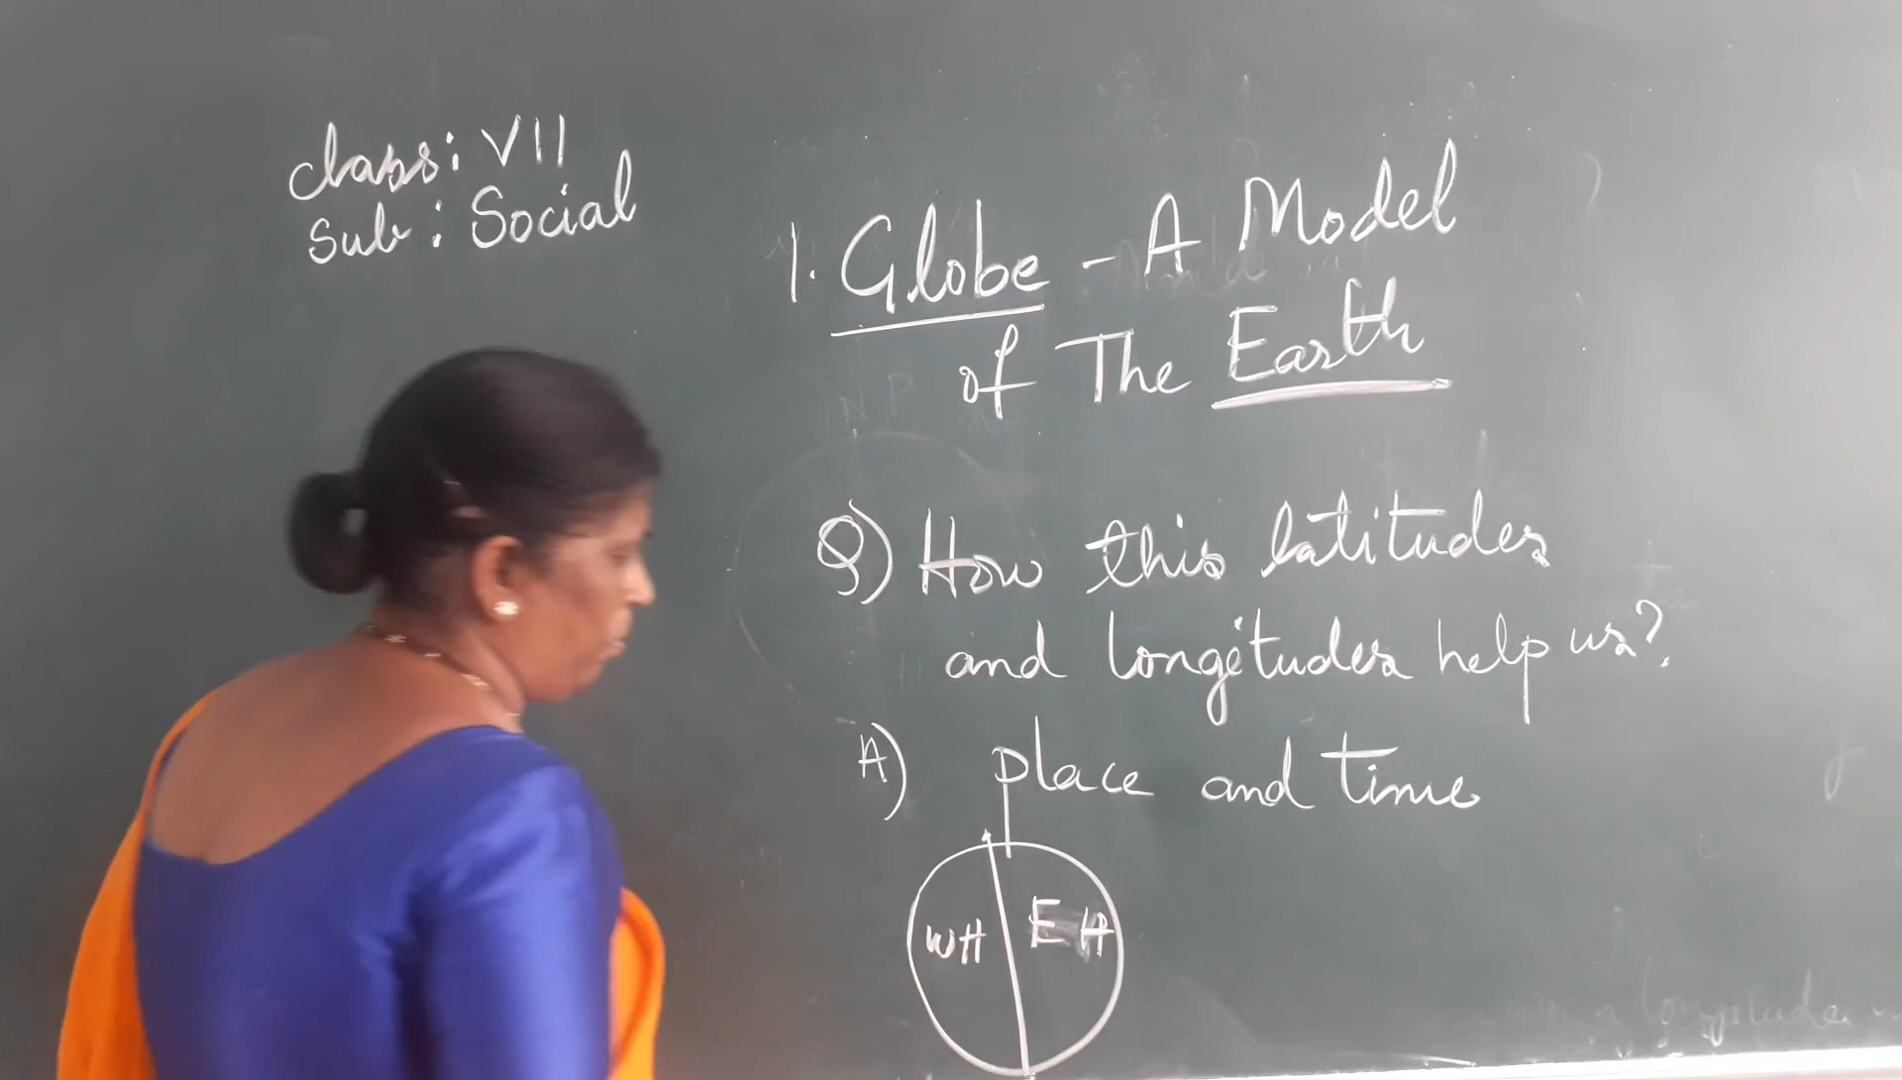 Class: VII
Sub: Social
1. Globe - A Model
of The Earth
Q) How this latitudes
and longitudes help us?
A) place and time
WH EH
longitude